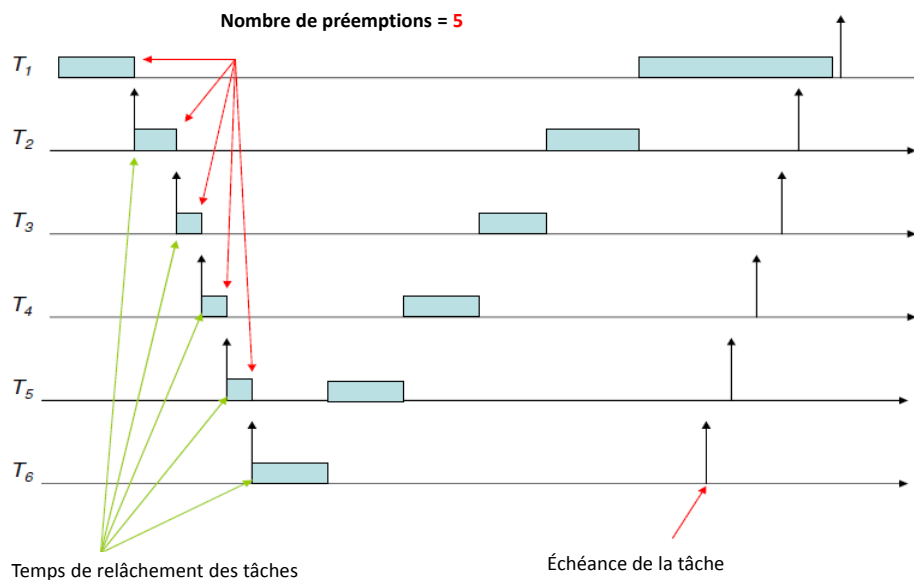 Nombre de préemptions = 5
T1
T2
T3
T4
T5
T6
Temps de relâchement des tâches
Échéance de la tâche